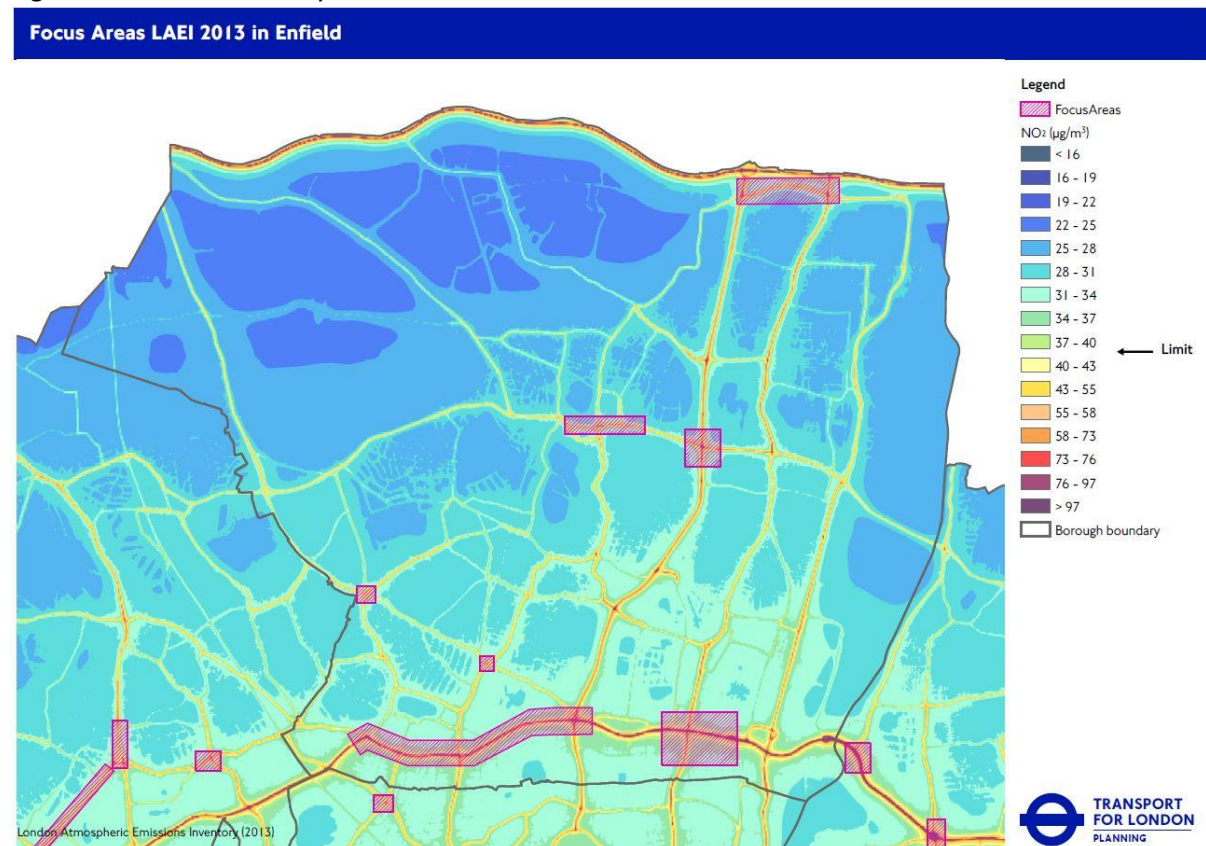 Focus Areas LAEI 2013 in Enfield
Legend
FocusAreas
NO2 (µg/m³)
< 16
16 - 19
19 - 22
22 - 25
25 - 28
28 - 31
31 - 34
34 - 37
37 - 40
40 - 43
43 - 55
55 - 58
58 - 73
73 - 76
76 - 97
> 97
Borough boundary
Limit
London Atmospheric Emissions Inventory (2013)
TRANSPORT
FOR LONDON
PLANNING